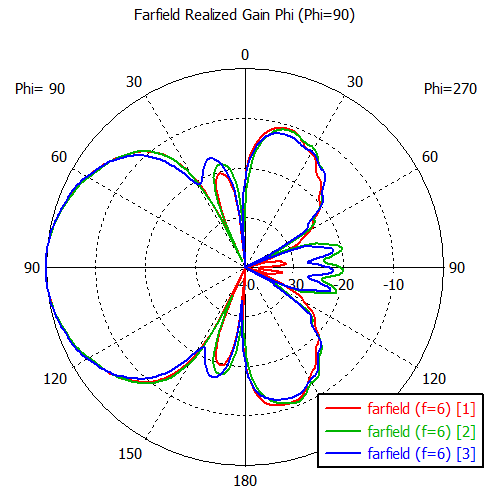 Farfield Realized Gain Phi (Phi=90)
0
30
30
Phi= 90
Phi=270
60
60
90
-40
-30
-20
-10
90
120
120
150
180
farfield (f=6) [1]
farfield (f=6) [2]
farfield (f=6) [3]